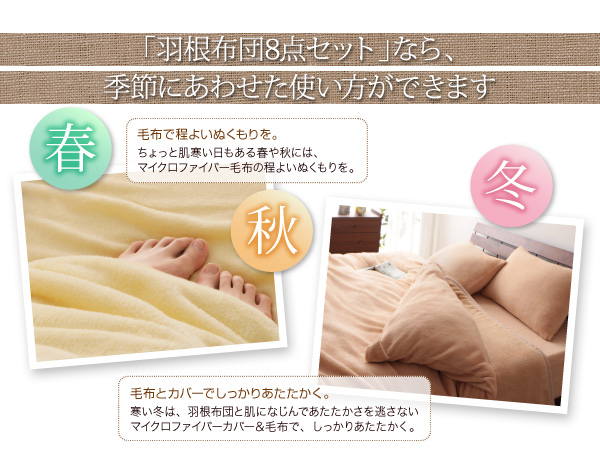 「羽根布団8点セット」なら、
季節にあわせた使い方ができます
春
毛布で程よいぬくもりを。
ちょっと肌寒い日もある春や秋には、
マイクロファイバー毛布の程よいぬくもりを。
秋
冬
毛布とカバーでしっかりあたたかく。
寒い冬は、羽根布団と肌になじんであたたかさを逃さない
マイクロファイバーカバー＆毛布で、しっかりあたたかく。